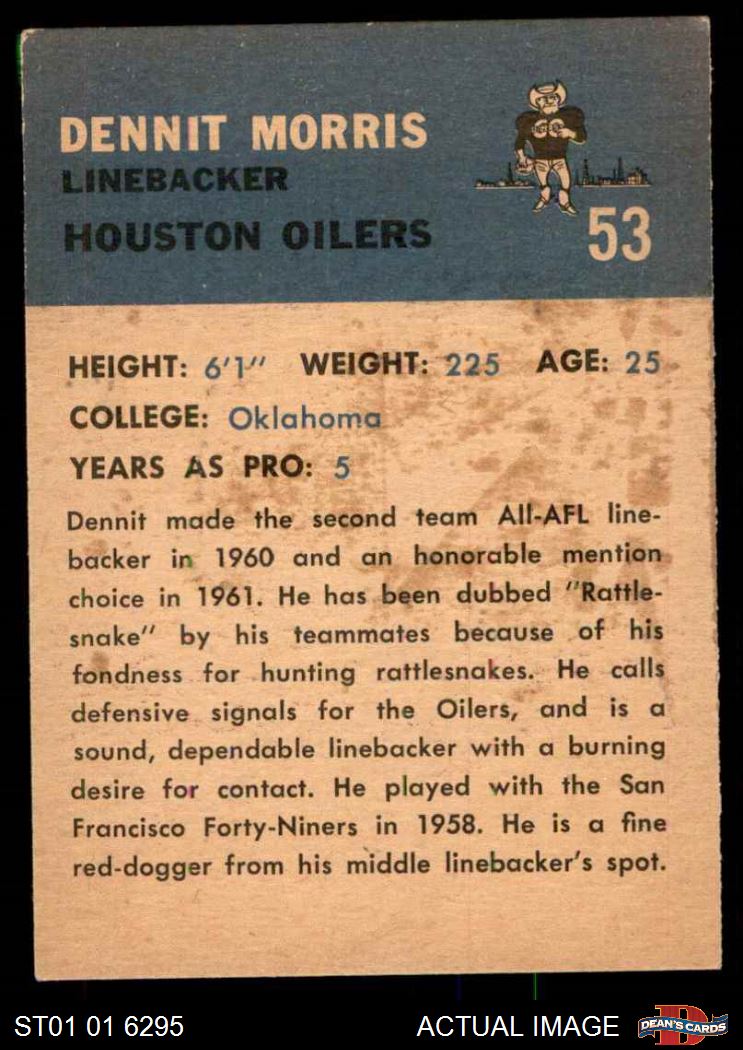 DENNIT MORRIS
LINEBACKER
HOUSTON OILERS
53
HEIGHT: 6'1" WEIGHT: 225 AGE: 25
COLLEGE: Oklahoma
YEARS AS PRO: 5
Dennit made the second team All-AFL line-
backer in 1960 and an honorable mention
choice in 1961. He has been dubbed "Rattle-
snake" by his teammates because of his
fondness for hunting rattlesnakes. He calls
defensive signals for the Oilers, and is a
sound, dependable linebacker with a burning
desire for contact. He played with the San
Francisco Forty-Niners in 1958. He is a fine
red-dogger from his middle linebacker's spot.
ST01 01 6295 ACTUAL IMAGE D DEAN'S CARDS